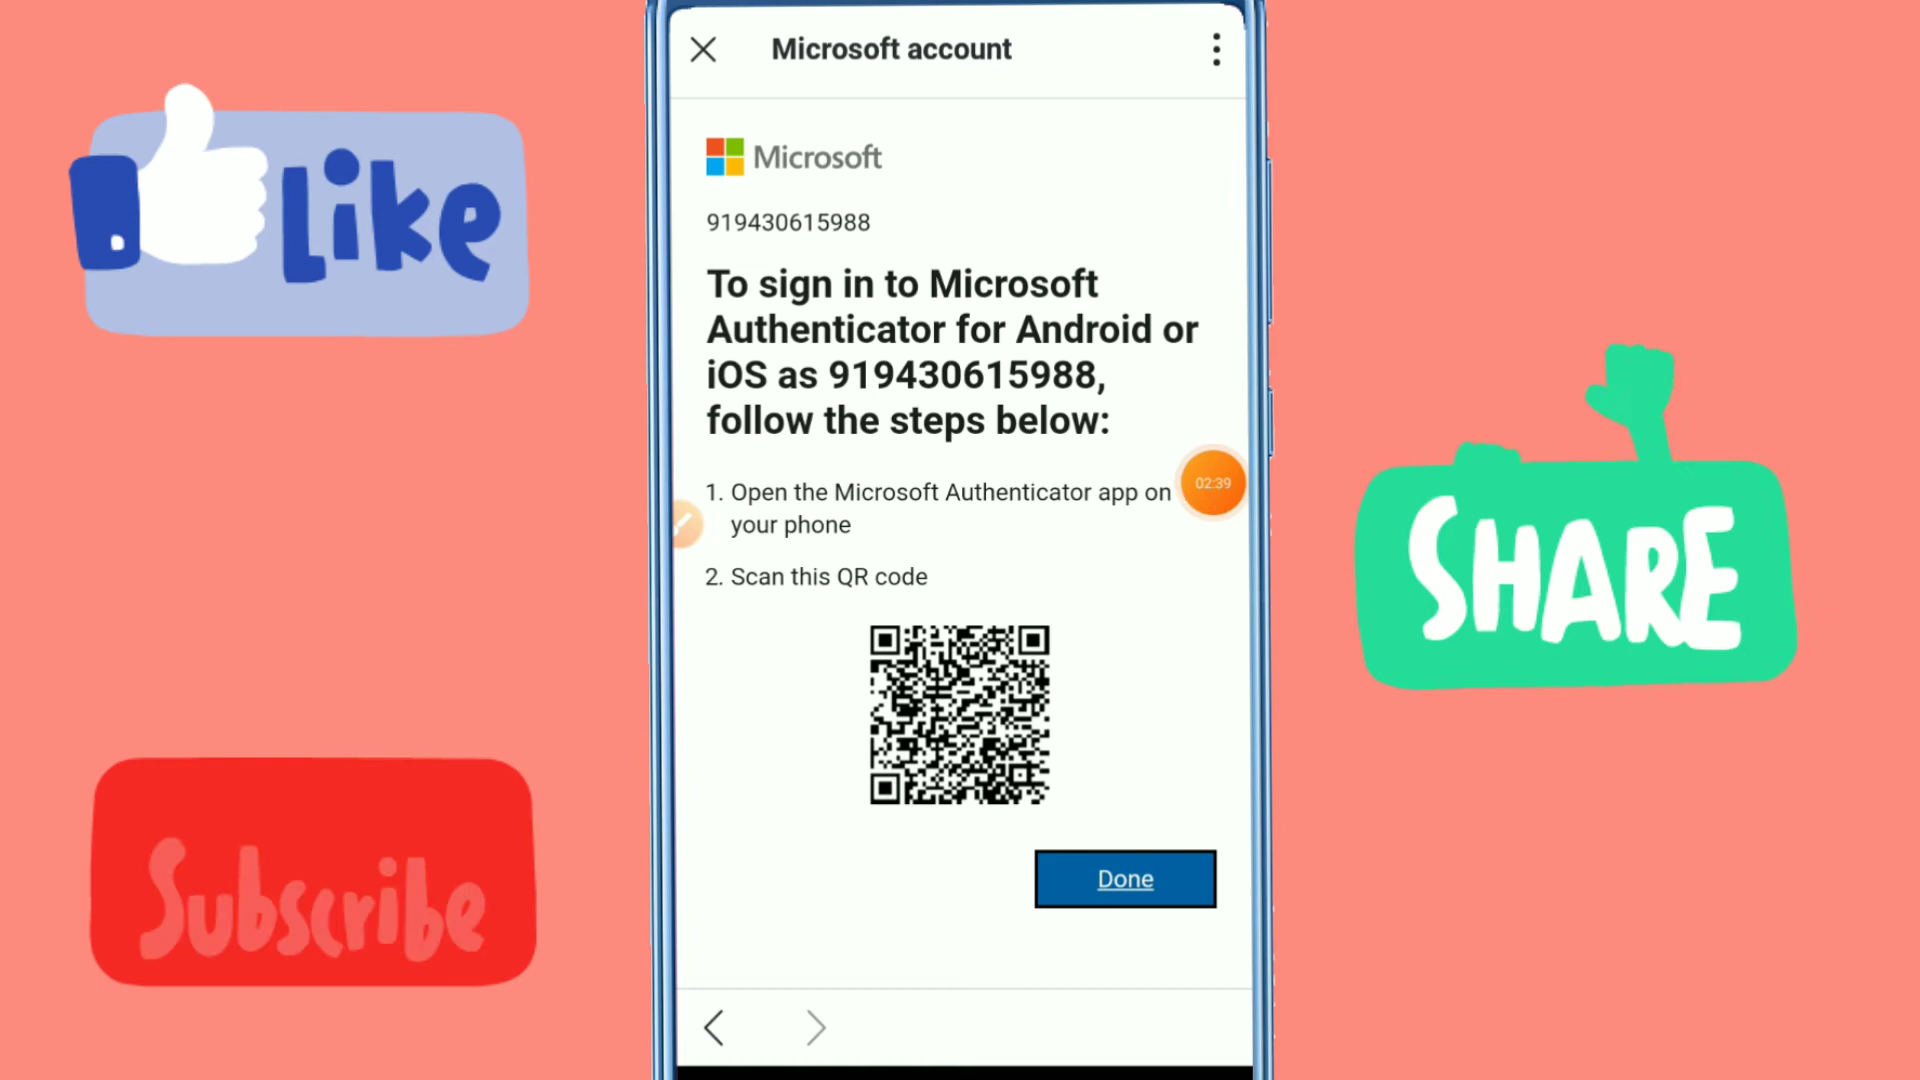 Microsoft account
Microsoft
919430615988
To sign in to Microsoft
Authenticator for Android or
iOS as 919430615988,
follow the steps below:
1. Open the Microsoft Authenticator app on
your phone
02:39
2. Scan this QR code
Done
Like
SHARE
Subscribe